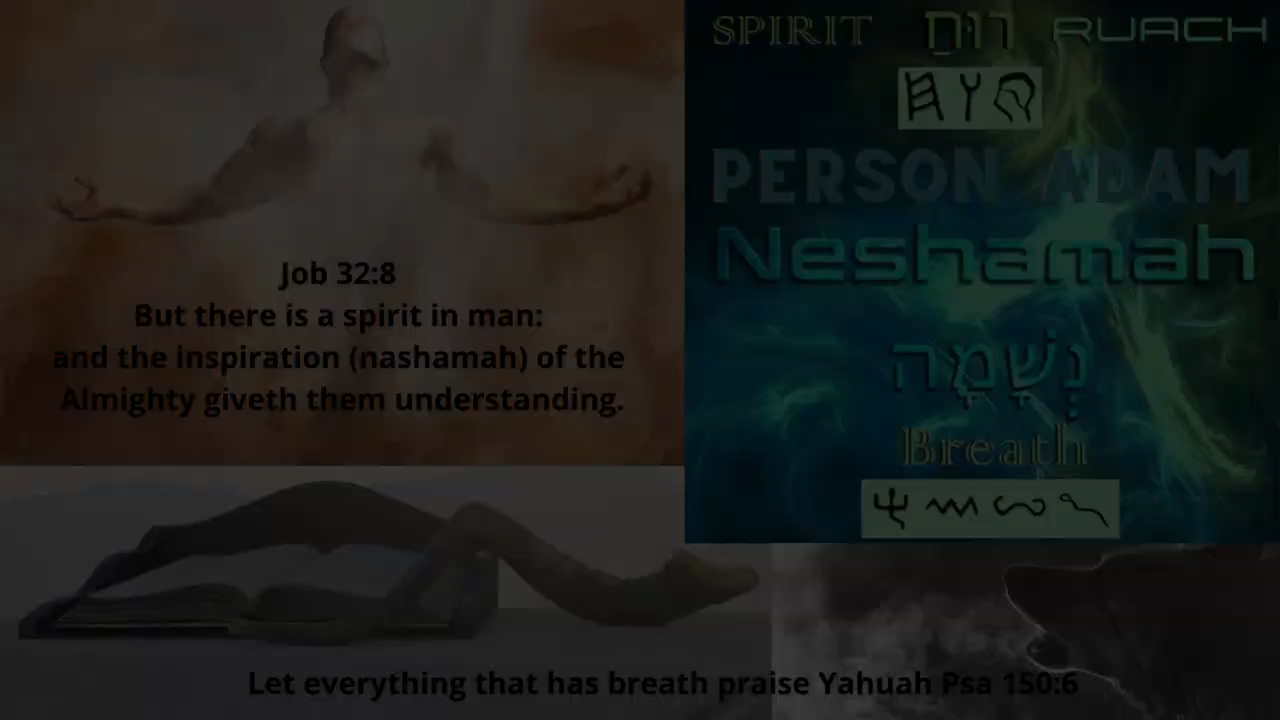 Job 32:8
But there is a spirit in man:
and the inspiration (nashamah) of the
Almighty giveth them understanding.
SPIRIT רוּחַ RUACH
PERSON ADAM
Neshamah
נְשָׁמָה
Breath
Let everything that has breath praise Yahuah Psa 150:6